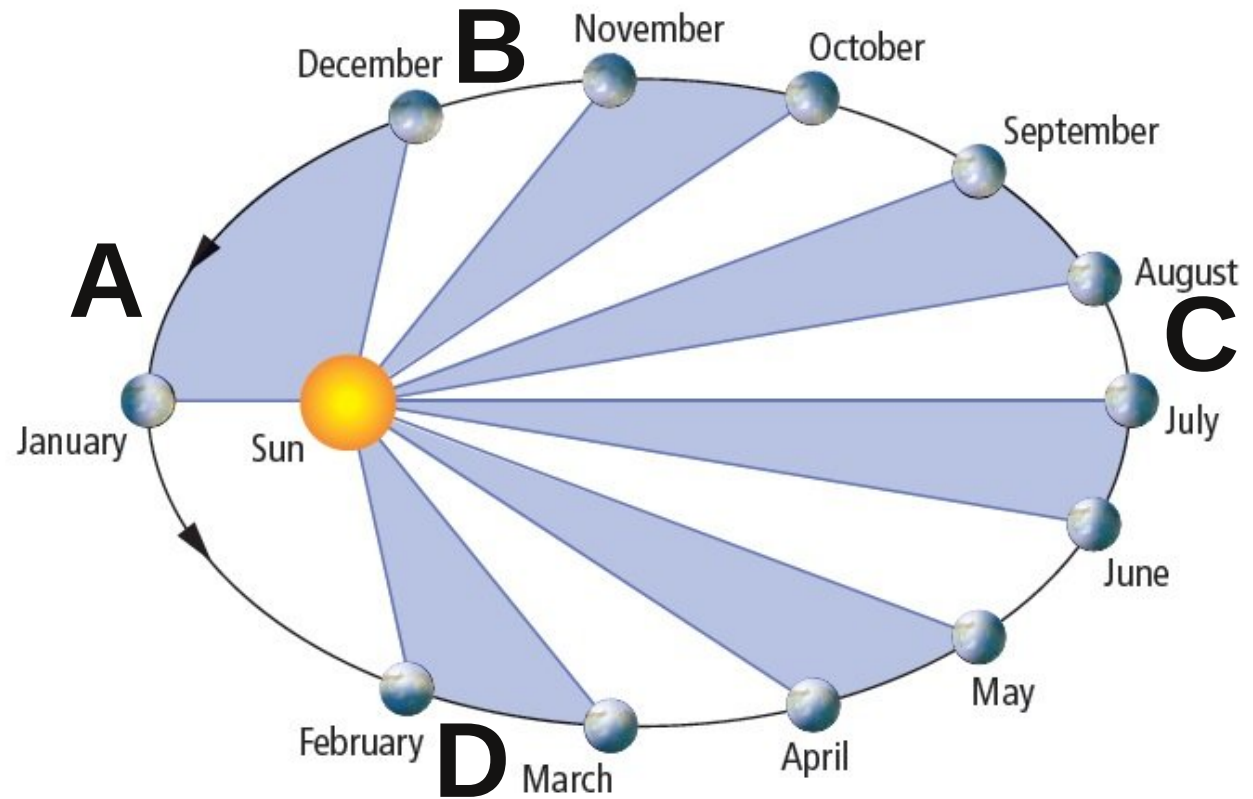 B
November
October
December
September
A
August
C
July
January
Sun
June
May
February
D
March
April